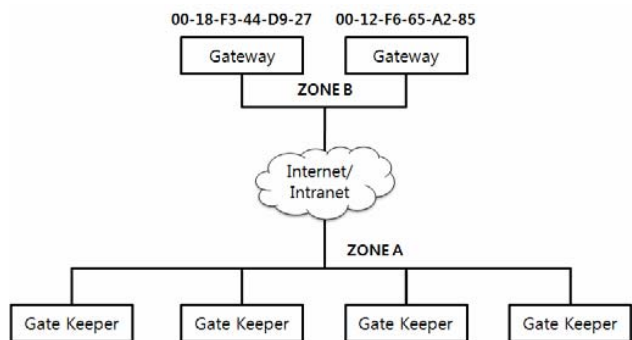 00-18-F3-44-D9-27 00-12-F6-65-A2-85
Gateway Gateway
ZONE B
Internet/
Intranet
ZONE A
Gate Keeper Gate Keeper Gate Keeper Gate Keeper